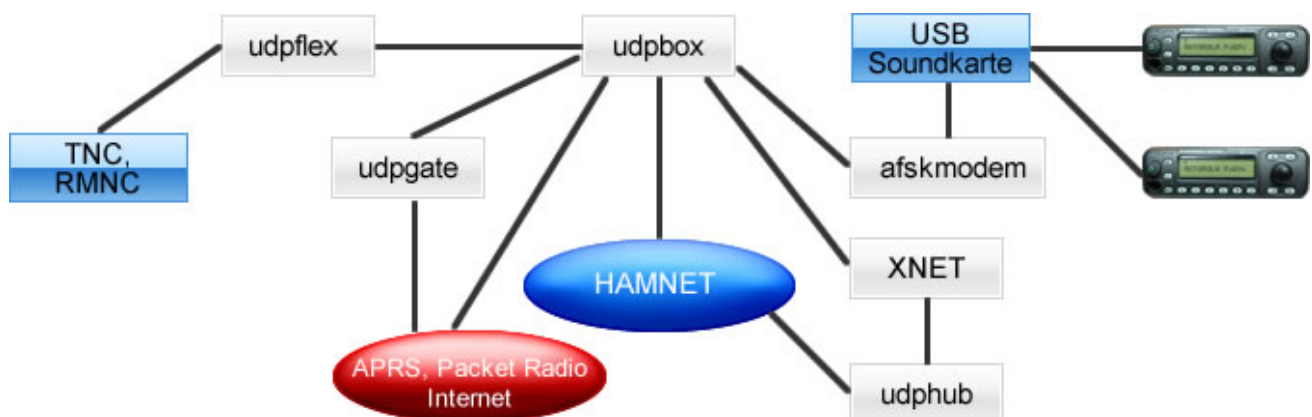 udpflex
udpbox
USB
Soundkarte
TNC,
RMNC
udpgate
afskmodem
HAMNET
XNET
APRS, Packet Radio
Internet
udphub